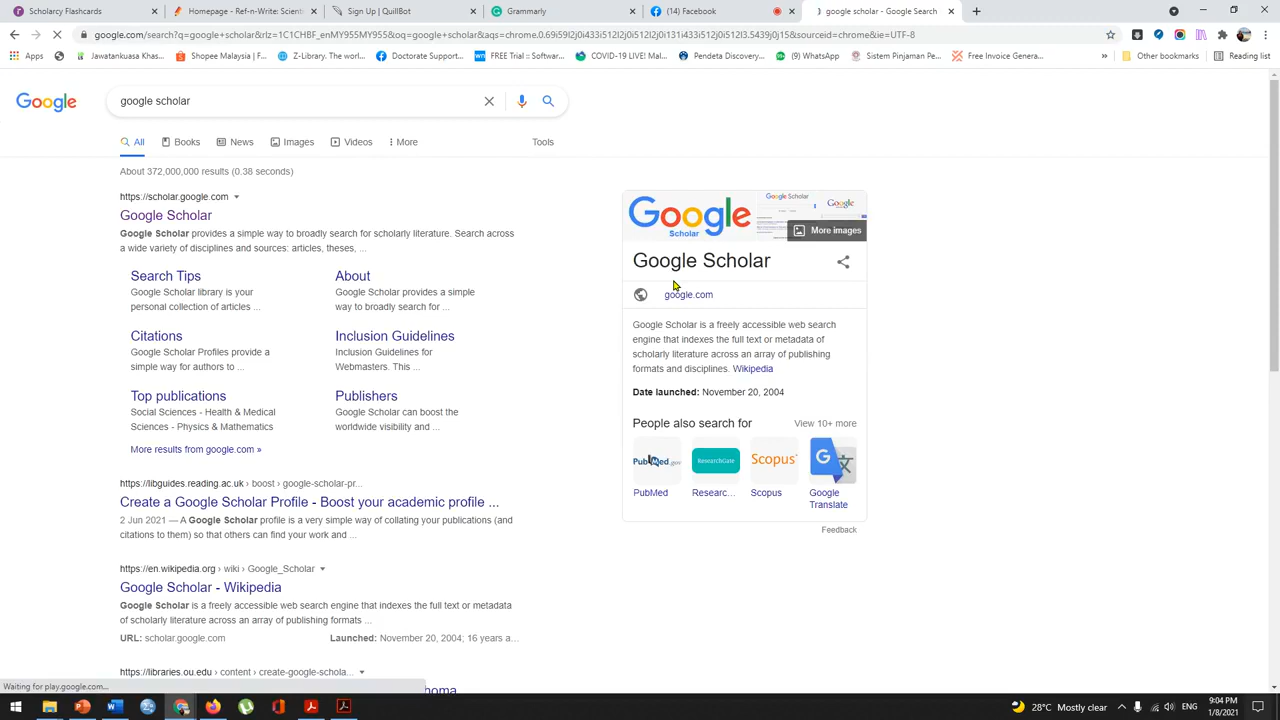 Scholarcy Flashcards
Homepage - Ref-n-Write: Scient
Sign Up | QuillBot
Grammarly
(14) Facebook
google scholar - Google Search
google.com/search?q=google+scholar&rlz=1C1CHBF_enMY955MY955&oq=google+scholar&aqs=chrome.0.69i59l2j0i433i512l2j0i512l2j0i131i433i512j0i512l3.5439j0j15&sourceid=chrome&ie=UTF-8
Apps
Jawatankuasa Khas...
Shopee Malaysia | F...
Z-Library. The worl...
Doctorate Support...
FREE Trial :: Softwar...
COVID-19 LIVE! Mal...
Pendeta Discovery:...
(9) WhatsApp
Sistem Pinjaman Pe...
Free Invoice Genera...
»
Other bookmarks
Reading list
Google
google scholar
All
Books
News
Images
Videos
More
Tools
About 372,000,000 results (0.38 seconds)
https://scholar.google.com
Google Scholar
Google Scholar provides a simple way to broadly search for scholarly literature. Search across
a wide variety of disciplines and sources: articles, theses, ...
Search Tips
Google Scholar library is your
personal collection of articles ...
About
Google Scholar provides a simple
way to broadly search for ...
Citations
Google Scholar Profiles provide a
simple way for authors to ...
Inclusion Guidelines
Inclusion Guidelines for
Webmasters. This ...
Top publications
Social Sciences - Health & Medical
Sciences - Physics & Mathematics
Publishers
Google Scholar can boost the
worldwide visibility and ...
More results from google.com »
https://libguides.reading.ac.uk › boost › google-scholar-pr...
Create a Google Scholar Profile - Boost your academic profile ...
2 Jun 2021 — A Google Scholar profile is a very simple way of collating your publications (and
citations to them) so that others can find your work and ...
https://en.wikipedia.org › wiki › Google_Scholar
Google Scholar - Wikipedia
Google Scholar is a freely accessible web search engine that indexes the full text or metadata
of scholarly literature across an array of publishing formats ...
URL: scholar.google.com
Launched: November 20, 2004; 16 years a...
https://libraries.ou.edu › content › create-google-schola...
homa
Google
Scholar
Google Scholar
Google
More images
Google Scholar
google.com
Google Scholar is a freely accessible web search
engine that indexes the full text or metadata of
scholarly literature across an array of publishing
formats and disciplines. Wikipedia
Date launched: November 20, 2004
People also search for
View 10+ more
PubMed.gov
ResearchGate
Scopus
G
PubMed
Researc...
Scopus
Google
Translate
Feedback
Waiting for play.google.com...
28°C Mostly clear
9:04 PM
1/8/2021